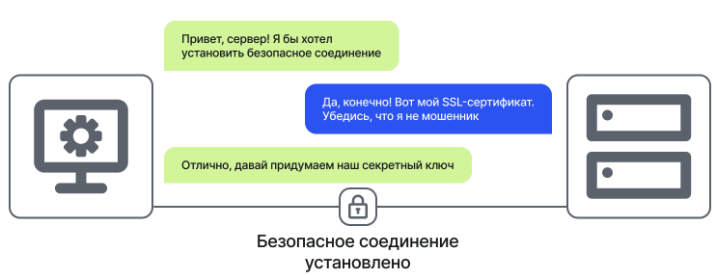 Привет, сервер! Я бы хотел
установить безопасное соединение
Да, конечно! Вот мой SSL-сертификат.
Убедись, что я не мошенник
Отлично, давай придумаем наш секретный ключ
Безопасное соединение
установлено